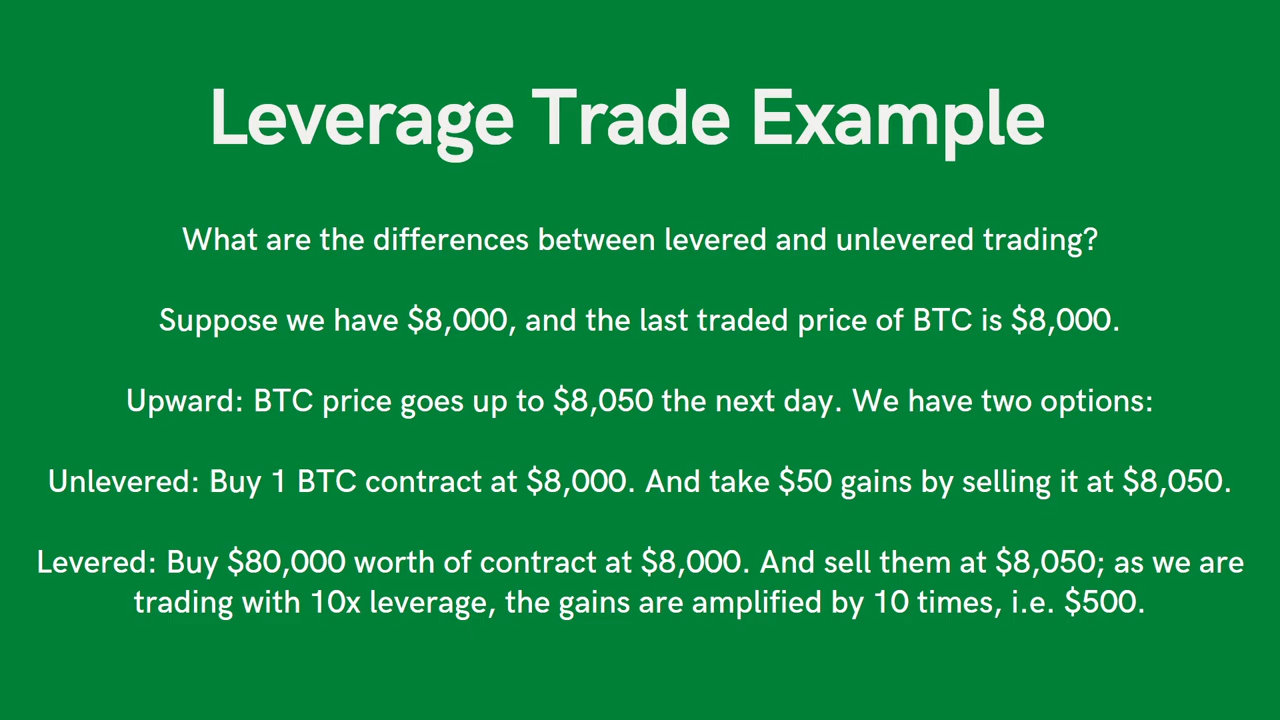 Leverage Trade Example
What are the differences between levered and unlevered trading?
Suppose we have $8,000, and the last traded price of BTC is $8,000.
Upward: BTC price goes up to $8,050 the next day. We have two options:
Unlevered: Buy 1 BTC contract at $8,000. And take $50 gains by selling it at $8,050.
Levered: Buy $80,000 worth of contract at $8,000. And sell them at $8,050; as we are
trading with 10x leverage, the gains are amplified by 10 times, i.e. $500.